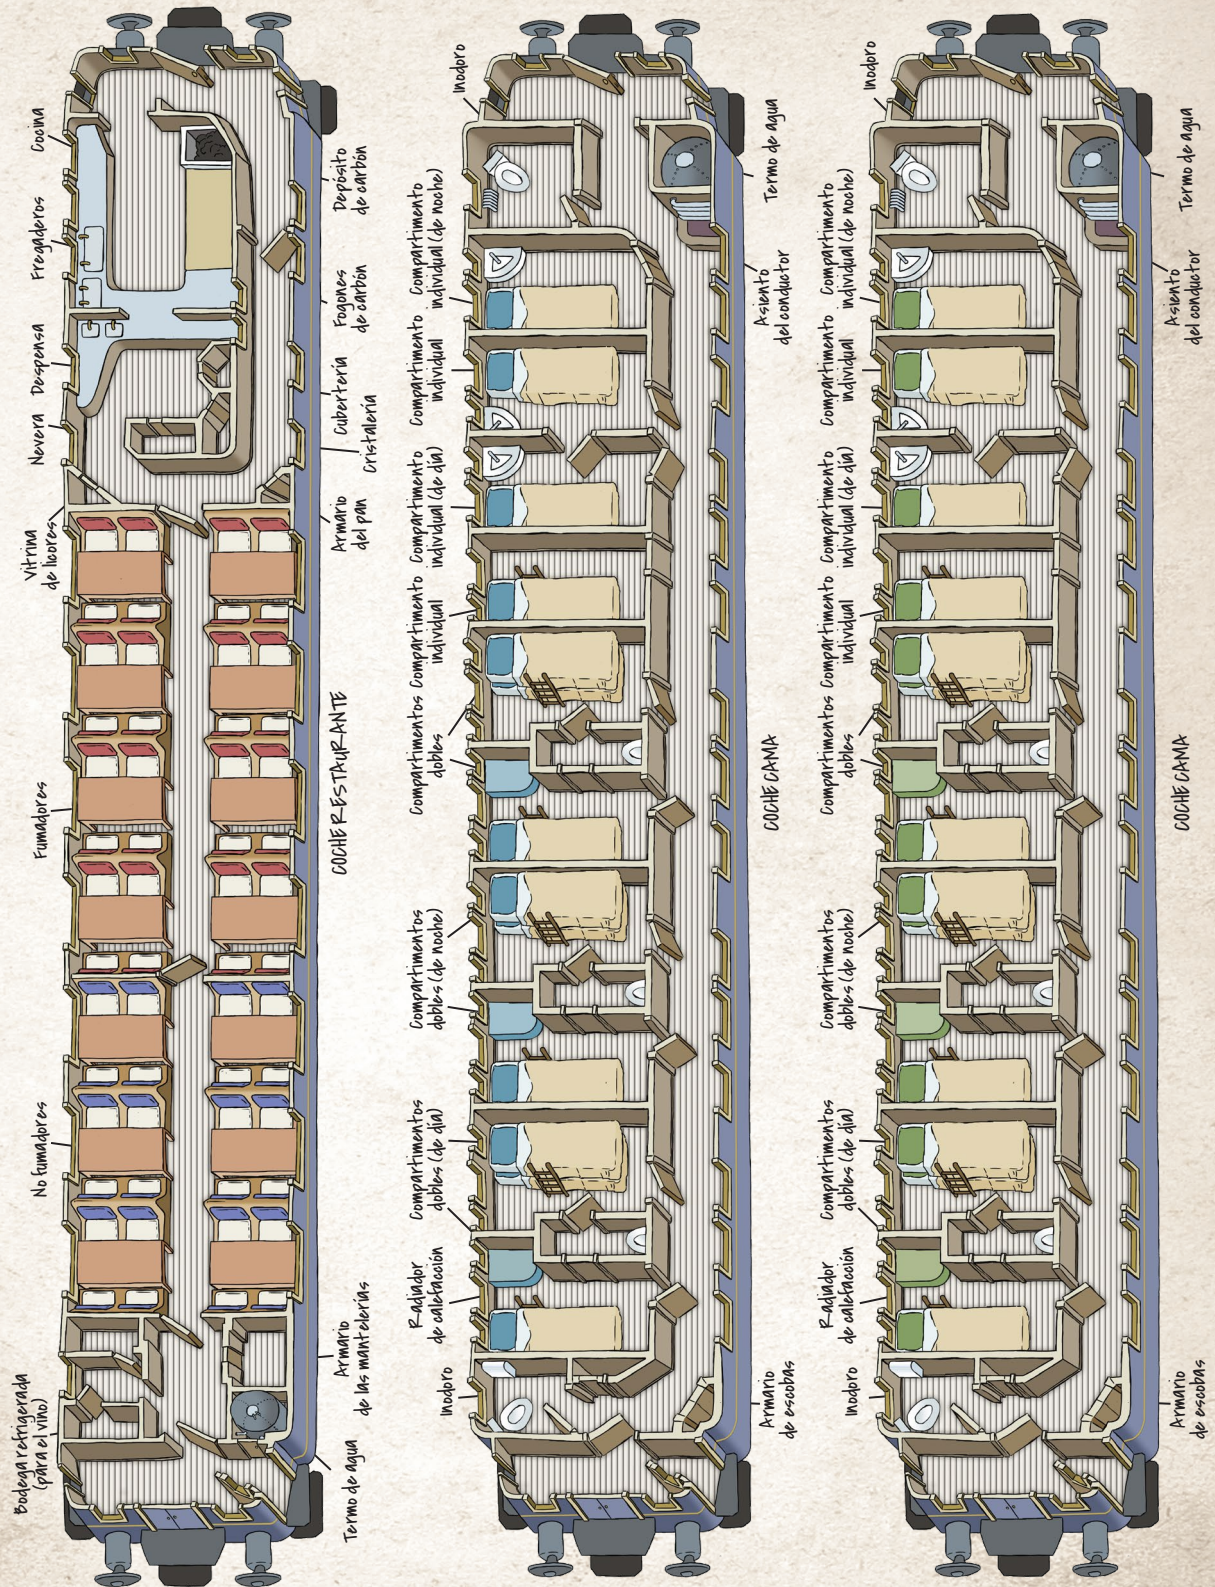 Bodega refrigerada
(para el vino)
No fumadores
Fumadores
Vitrina
de licores
Nevera
Despensa
Fregaderos
Cocina
Termo de agua
Armario
de las mantelerías
COCHE RESTAURANTE
Armario
del pan
Cristalería
Cubertería
Fogones
de carbón
Depósito
de carbón
Inodoro
Radiador
de calefacción
Compartimentos
dobles (de día)
Compartimentos
dobles (de noche)
Compartimentos
dobles
Compartimento
individual
Compartimento
individual (de día)
Compartimento
individual
Compartimento
individual (de noche)
Inodoro
Armario
de escobas
COCHE CAMA
Asiento
del conductor
Termo de agua
Inodoro
Radiador
de calefacción
Compartimentos
dobles (de día)
Compartimentos
dobles (de noche)
Compartimentos
dobles
Compartimento
individual
Compartimento
individual (de día)
Compartimento
individual
Compartimento
individual (de noche)
Inodoro
Armario
de escobas
COCHE CAMA
Asiento
del conductor
Termo de agua